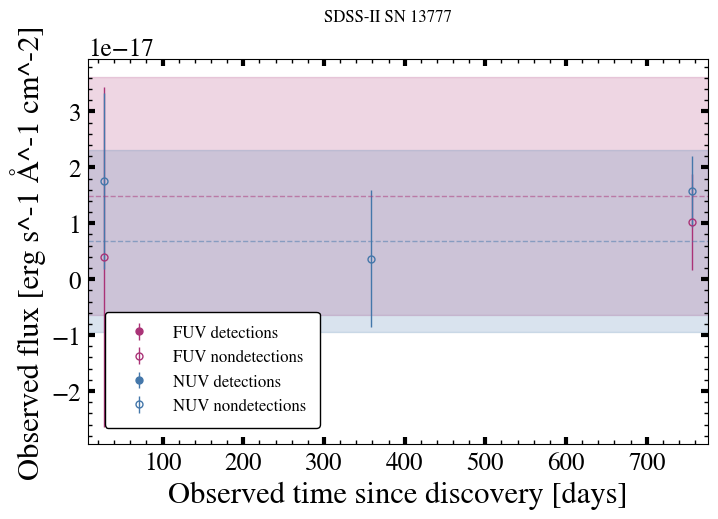 SDSS-II SN 13777
1e−17
Observed flux [erg s^-1 Å^-1 cm^-2]
3
2
1
0
−1
−2
FUV detections
FUV nondetections
NUV detections
NUV nondetections
100 200 300 400 500 600 700
Observed time since discovery [days]